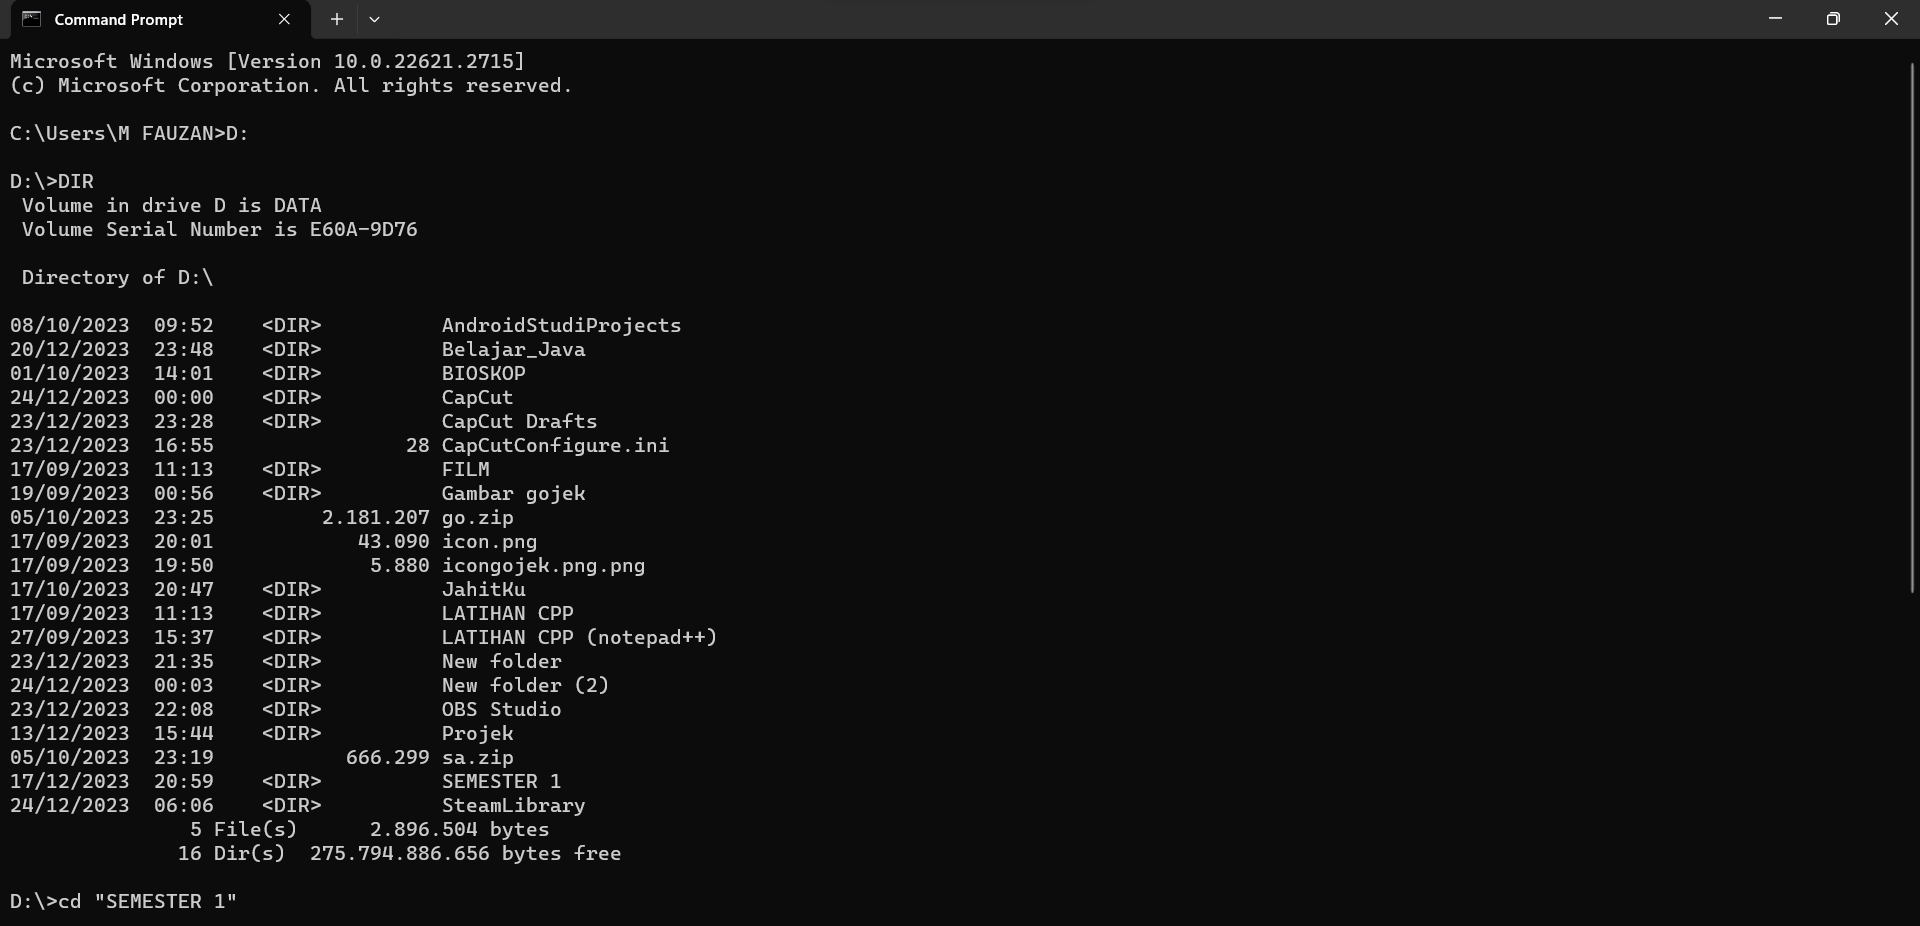 Command Prompt
Microsoft Windows [Version 10.0.22621.2715]
(c) Microsoft Corporation. All rights reserved.
C:\Users\M FAUZAN>D:
D:\>DIR
Volume in drive D is DATA
Volume Serial Number is E60A-9D76
Directory of D:\
08/10/2023  09:52    <DIR>          AndroidStudiProjects
20/12/2023  23:48    <DIR>          Belajar_Java
01/10/2023  14:01    <DIR>          BIOSKOP
24/12/2023  00:00    <DIR>          CapCut
23/12/2023  23:28    <DIR>          CapCut Drafts
23/12/2023  16:55                28 CapCutConfigure.ini
17/09/2023  11:13    <DIR>          FILM
19/09/2023  00:56    <DIR>          Gambar gojek
05/10/2023  23:25         2.181.207 go.zip
17/09/2023  20:01            43.090 icon.png
17/09/2023  19:50             5.880 icongojek.png.png
17/10/2023  20:47    <DIR>          JahitKu
17/09/2023  11:13    <DIR>          LATIHAN CPP
27/09/2023  15:37    <DIR>          LATIHAN CPP (notepad++)
23/12/2023  21:35    <DIR>          New folder
24/12/2023  00:03    <DIR>          New folder (2)
23/12/2023  22:08    <DIR>          OBS Studio
13/12/2023  15:44    <DIR>          Projek
05/10/2023  23:19           666.299 sa.zip
17/12/2023  20:59    <DIR>          SEMESTER 1
24/12/2023  06:06    <DIR>          SteamLibrary
5 File(s)      2.896.504 bytes
16 Dir(s)  275.794.886.656 bytes free
D:\>cd "SEMESTER 1"